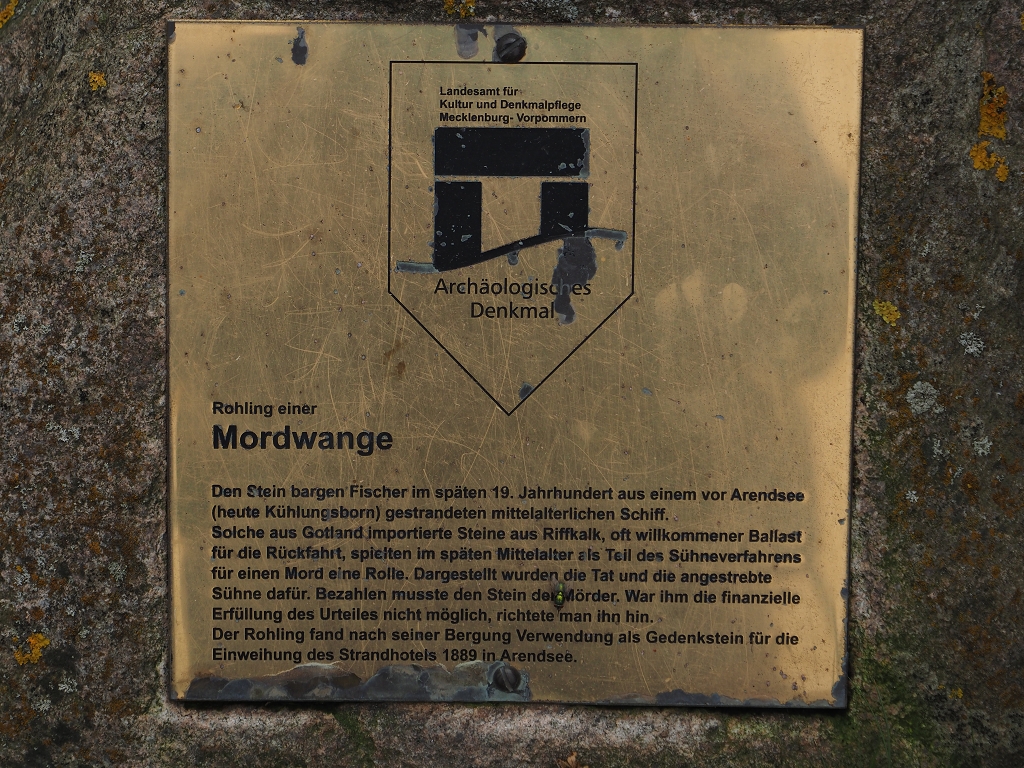 Landesamt für
Kultur und Denkmalpflege
Mecklenburg- Vorpommern
Archäologisches
Denkmal
Rohling einer
Mordwange
Den Stein bargen Fischer im späten 19. Jahrhundert aus einem vor Arendsee
(heute Kühlungsborn) gestrandeten mittelalterlichen Schiff.
Solche aus Gotland importierte Steine aus Riffkalk, oft willkommener Ballast
für die Rückfahrt, spielten im späten Mittelalter als Teil des Sühneverfahrens
für einen Mord eine Rolle. Dargestellt wurden die Tat und die angestrebte
Sühne dafür. Bezahlen musste den Stein der Mörder. War ihm die finanzielle
Erfüllung des Urteiles nicht möglich, richtete man ihn hin.
Der Rohling fand nach seiner Bergung Verwendung als Gedenkstein für die
Einweihung des Strandhotels 1889 in Arendsee.